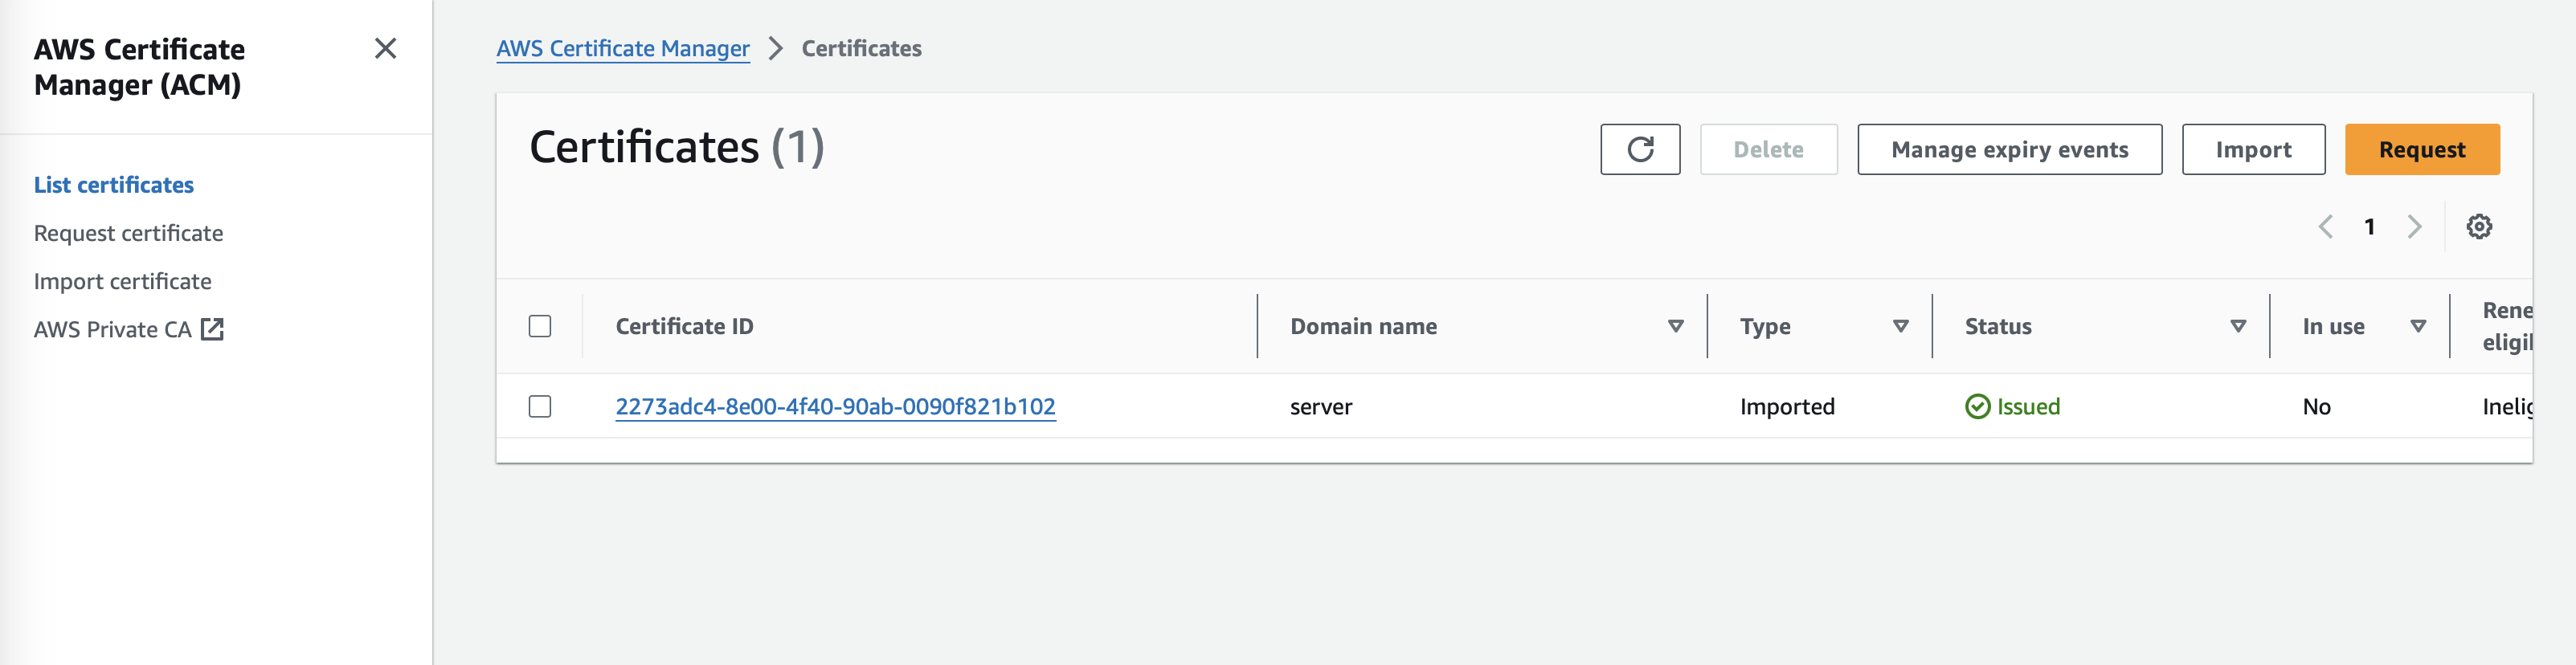 AWS Certificate
Manager (ACM)
List certificates
Request certificate
Import certificate
AWS Private CA
AWS Certificate Manager > Certificates
Certificates (1)
Delete
Manage expiry events
Import
Request
1
Certificate ID
Domain name
Type
Status
In use
Rene
eligil
2273adc4-8e00-4f40-90ab-0090f821b102
server
Imported
Issued
No
Inelig